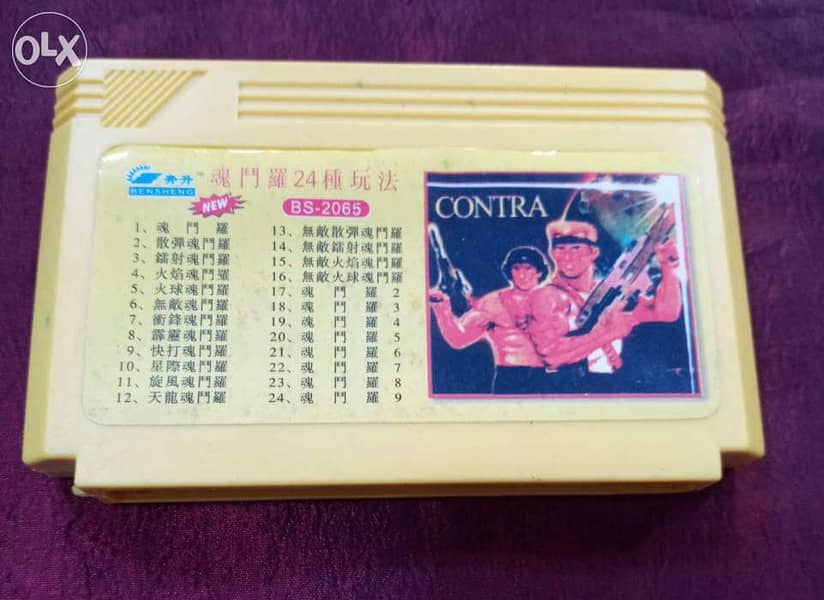 OLX
奔升
BENSHENG
魂鬥羅24種玩法
NEW
BS-2065
1、魂鬥羅
2、散彈魂鬥羅
3、鐳射魂鬥羅
4、火焰魂鬥羅
5、火球魂鬥羅
6、無敵魂鬥羅
7、衝鋒魂鬥羅
8、霹靂魂鬥羅
9、快打魂鬥羅
10、星際魂鬥羅
11、旋風魂鬥羅
12、天龍魂鬥羅
13、無敵散彈魂鬥羅
14、無敵鐳射魂鬥羅
15、無敵火焰魂鬥羅
16、無敵火球魂鬥羅
17、魂鬥羅 2
18、魂鬥羅 3
19、魂鬥羅 4
20、魂鬥羅 5
21、魂鬥羅 6
22、魂鬥羅 7
23、魂鬥羅 8
24、魂鬥羅 9
CONTRA